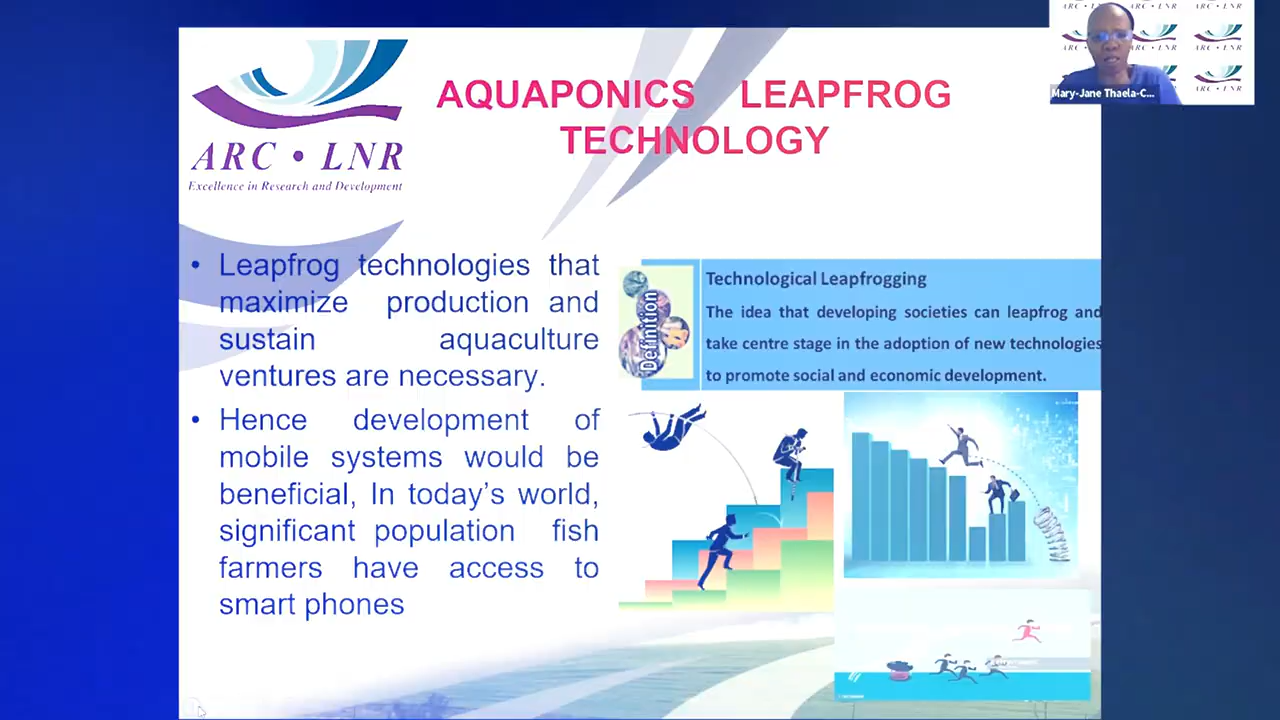 ARC • LNR
Excellence in Research and Development
AQUAPONICS LEAPFROG
TECHNOLOGY
Mary-Jane Thaela-C...
• Leapfrog technologies that
maximize production and
sustain aquaculture
ventures are necessary.
• Hence development of
mobile systems would be
beneficial, In today's world,
significant population fish
farmers have access to
smart phones
Definition
Technological Leapfrogging
The idea that developing societies can leapfrog and
take centre stage in the adoption of new technologies
to promote social and economic development.